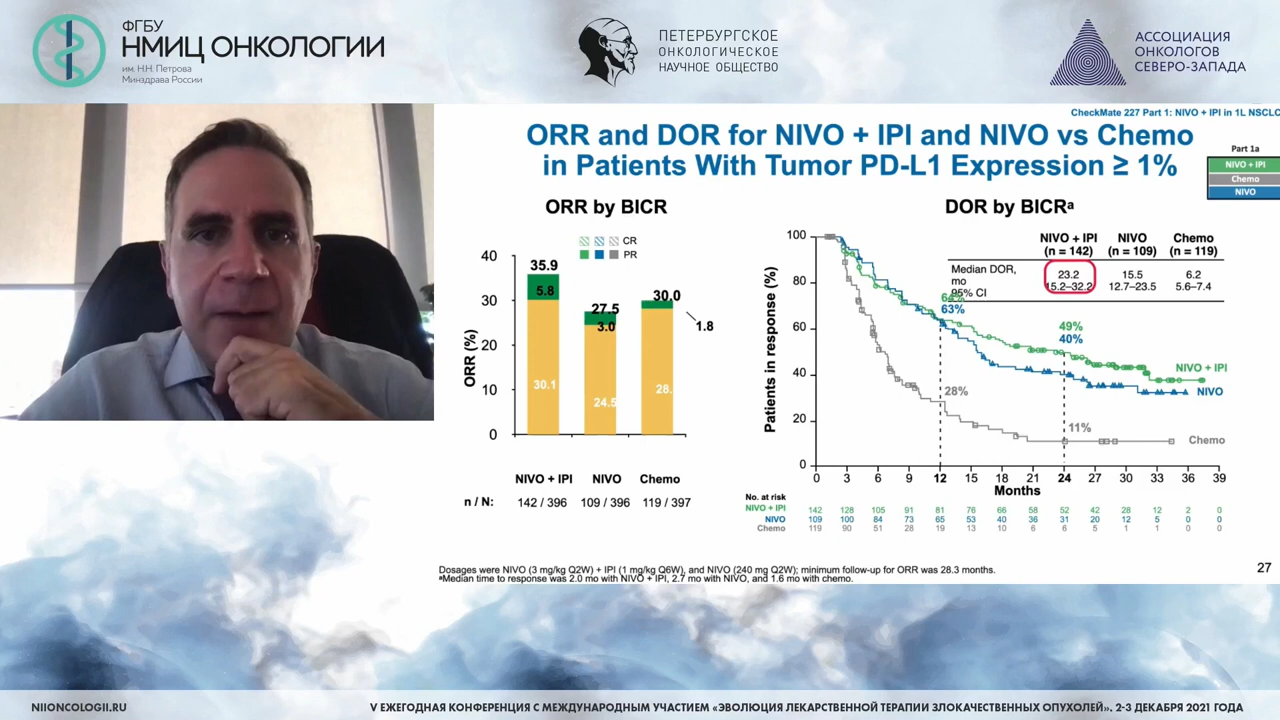 ФГБУ
НМИЦ ОНКОЛОГИИ
им. Н.Н. Петрова
Минздрава России
ПЕТЕРБУРГСКОЕ
ОНКОЛОГИЧЕСКОЕ
НАУЧНОЕ ОБЩЕСТВО
АССОЦИАЦИЯ
ОНКОЛОГОВ
СЕВЕРО-ЗАПАДА
CheckMate 227 Part 1: NIVO + IPI in 1L NSCLC
ORR and DOR for NIVO + IPI and NIVO vs Chemo
in Patients With Tumor PD-L1 Expression ≥ 1%
Part 1a
NIVO + IPI
Chemo
NIVO
ORR by BICR
CR
PR
ORR (%)
40
30
20
10
0
35.9
5.8
30.1
27.5
3.0
24.5
30.0
1.8
28.
NIVO + IPI NIVO Chemo
n / N: 142 / 396 109 / 396 119 / 397
DOR by BICRᵃ
NIVO + IPI NIVO Chemo
(n = 142) (n = 109) (n = 119)
Median DOR, mo 23.2 15.5 6.2
95% CI 15.2–32.2 12.7–23.5 5.6–7.4
Patients in response (%)
100
80
60
40
20
0
63%
49%
40%
28%
11%
NIVO + IPI
NIVO
Chemo
0 3 6 9 12 15 18 21 24 27 30 33 36 39
Months
No. at risk
NIVO + IPI 142 128 105 91 81 76 66 58 52 42 28 12 2 0
NIVO 109 100 84 73 65 53 40 36 31 20 12 5 0 0
Chemo 119 90 51 28 19 13 10 6 6 5 1 1 0 0
Dosages were NIVO (3 mg/kg Q2W) + IPI (1 mg/kg Q6W), and NIVO (240 mg Q2W); minimum follow-up for ORR was 28.3 months.
ᵃMedian time to response was 2.0 mo with NIVO + IPI, 2.7 mo with NIVO, and 1.6 mo with chemo.
27
NIIONCOLOGII.RU
V ЕЖЕГОДНАЯ КОНФЕРЕНЦИЯ С МЕЖДУНАРОДНЫМ УЧАСТИЕМ «ЭВОЛЮЦИЯ ЛЕКАРСТВЕННОЙ ТЕРАПИИ ЗЛОКАЧЕСТВЕННЫХ ОПУХОЛЕЙ». 2-3 ДЕКАБРЯ 2021 ГОДА